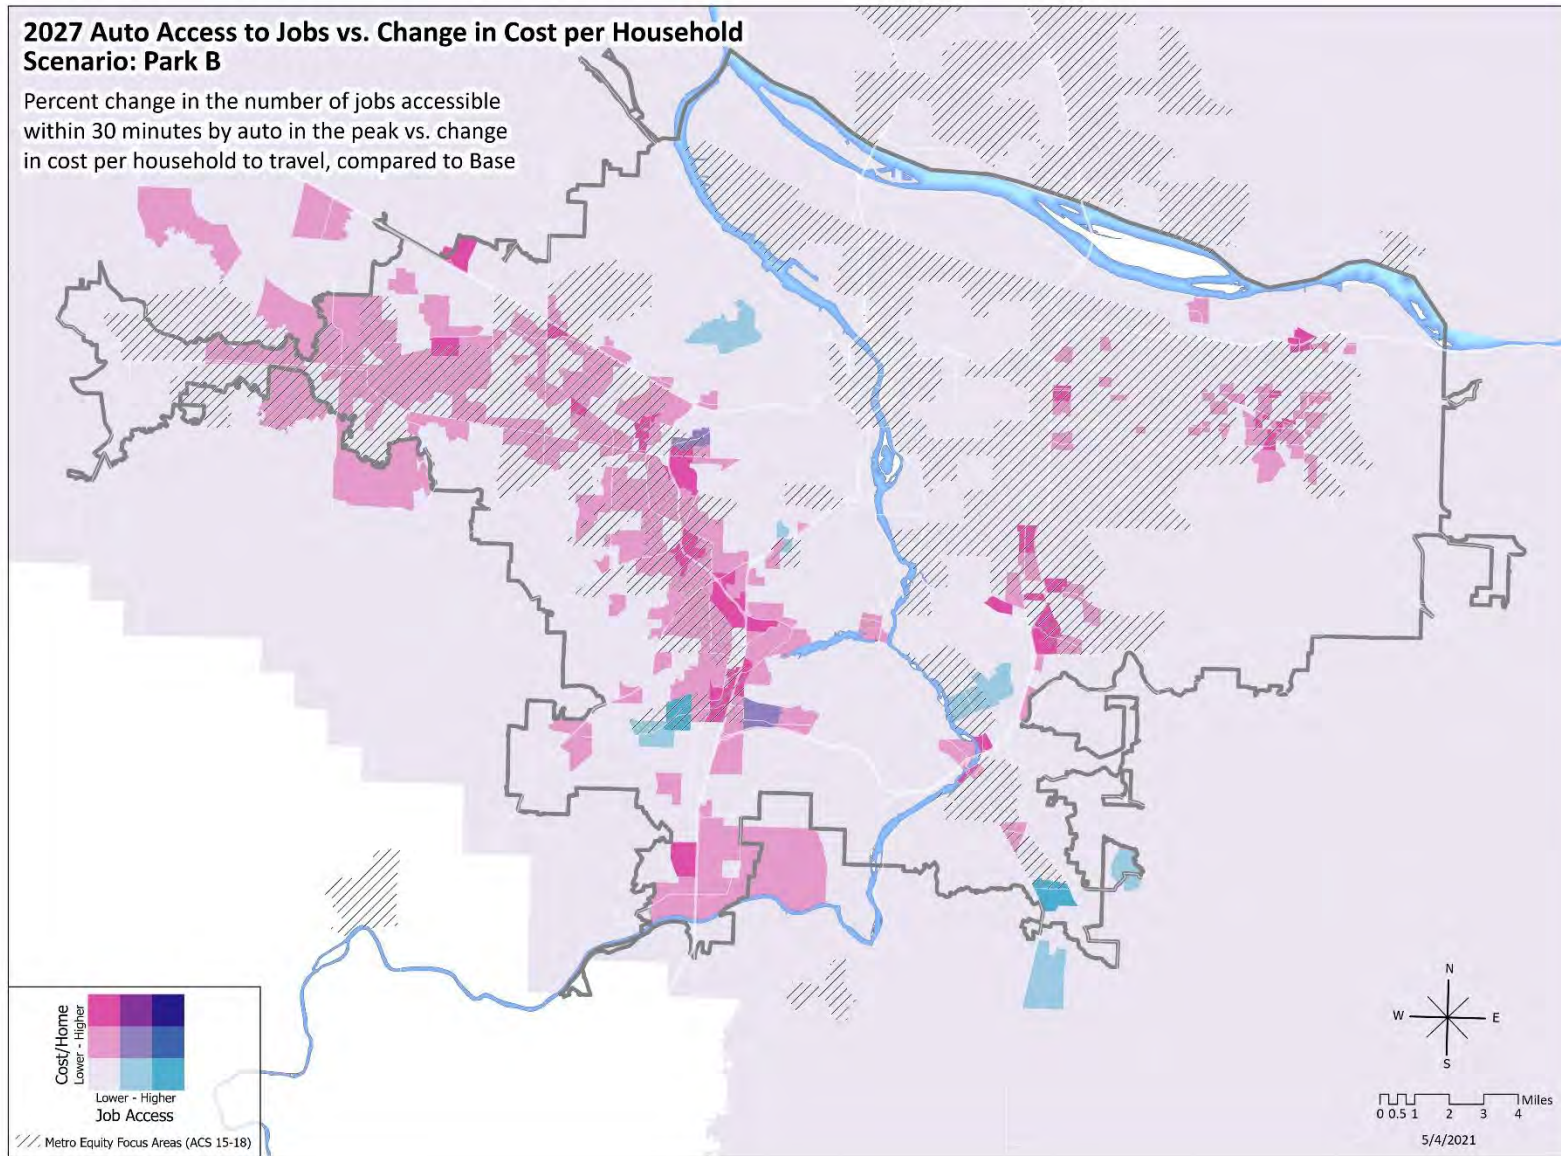 2027 Auto Access to Jobs vs. Change in Cost per Household
Scenario: Park B
Percent change in the number of jobs accessible
within 30 minutes by auto in the peak vs. change
in cost per household to travel, compared to Base
Cost/Home
Lower - Higher
Lower - Higher
Job Access
Metro Equity Focus Areas (ACS 15-18)
N
W
E
S
Miles
0 0.5 1 2 3 4
5/4/2021